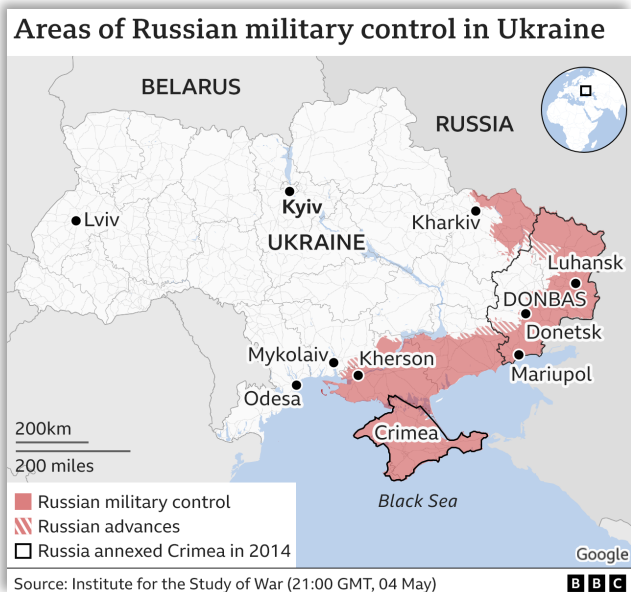 Areas of Russian military control in Ukraine
BELARUS
RUSSIA
Kyiv
Lviv
Kharkiv
UKRAINE
Luhansk
DONBAS
Donetsk
Mykolaiv
Kherson
Mariupol
Odesa
Crimea
200km
200 miles
Black Sea
Russian military control
Russian advances
Russia annexed Crimea in 2014
Google
Source: Institute for the Study of War (21:00 GMT, 04 May)
BBC